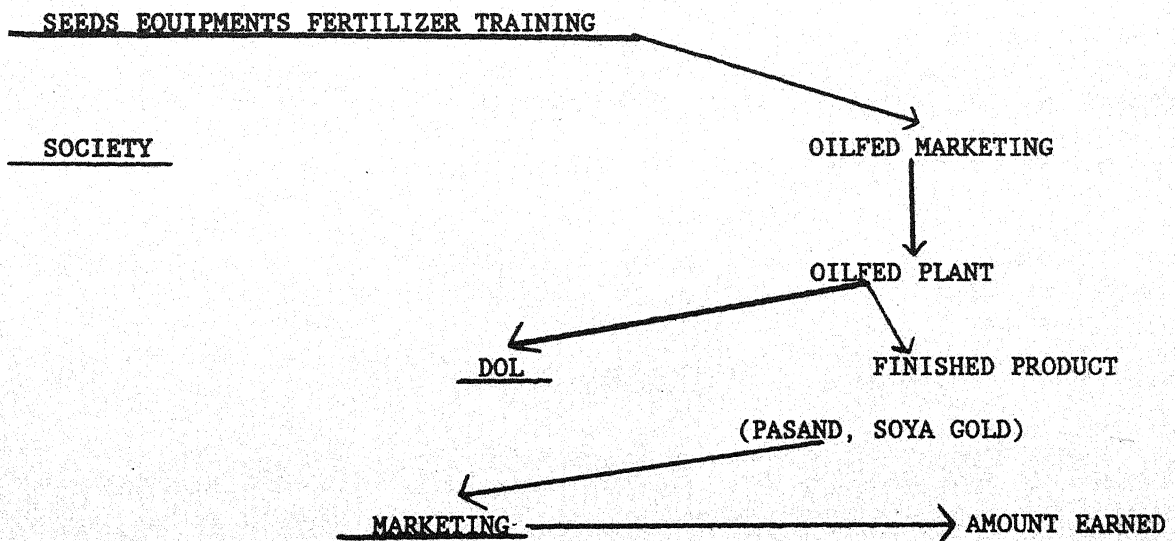 SEEDS EQUIPMENTS FERTILIZER TRAINING
SOCIETY
OILFED MARKETING
OILFED PLANT
DOL
FINISHED PRODUCT
(PASAND, SOYA GOLD)
MARKETING
AMOUNT EARNED